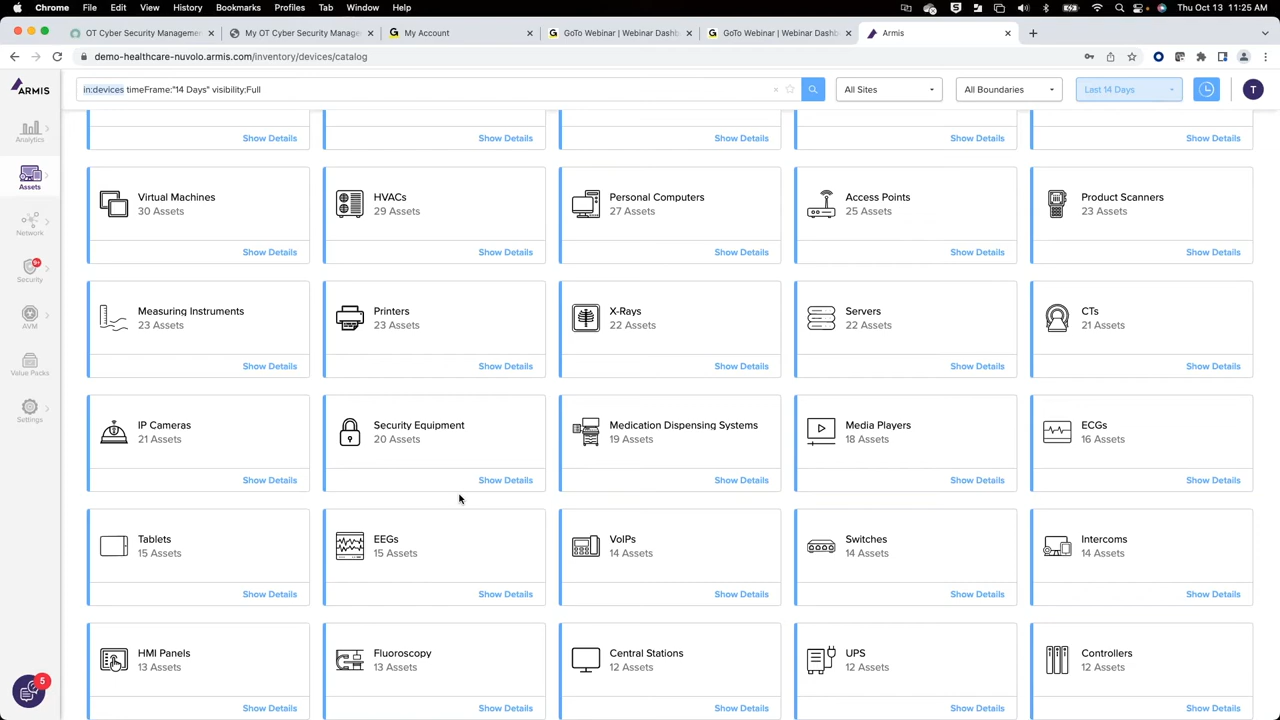 Chrome File Edit View History Bookmarks Profiles Tab Window Help
Thu Oct 13 11:25 AM
OT Cyber Security Managemen
My OT Cyber Security Manage
My Account
GoTo Webinar | Webinar Dashb
GoTo Webinar | Webinar Dashb
Armis
demo-healthcare-nuvolo.armis.com/inventory/devices/catalog
ARMIS
in:devices timeFrame:"14 Days" visibility:Full
All Sites
All Boundaries
Last 14 Days
T
Analytics
Assets
Network
9+
Security
AVM
Value Packs
Settings
5
Show Details Show Details Show Details Show Details Show Details
Virtual Machines HVACs Personal Computers Access Points Product Scanners
30 Assets 29 Assets 27 Assets 25 Assets 23 Assets
Show Details Show Details Show Details Show Details Show Details
Measuring Instruments Printers X-Rays Servers CTs
23 Assets 23 Assets 22 Assets 22 Assets 21 Assets
Show Details Show Details Show Details Show Details Show Details
IP Cameras Security Equipment Medication Dispensing Systems Media Players ECGs
21 Assets 20 Assets 19 Assets 18 Assets 16 Assets
Show Details Show Details Show Details Show Details Show Details
Tablets EEGs VoIPs Switches Intercoms
15 Assets 15 Assets 14 Assets 14 Assets 14 Assets
Show Details Show Details Show Details Show Details Show Details
HMI Panels Fluoroscopy Central Stations UPS Controllers
13 Assets 13 Assets 12 Assets 12 Assets 12 Assets
Show Details Show Details Show Details Show Details Show Details